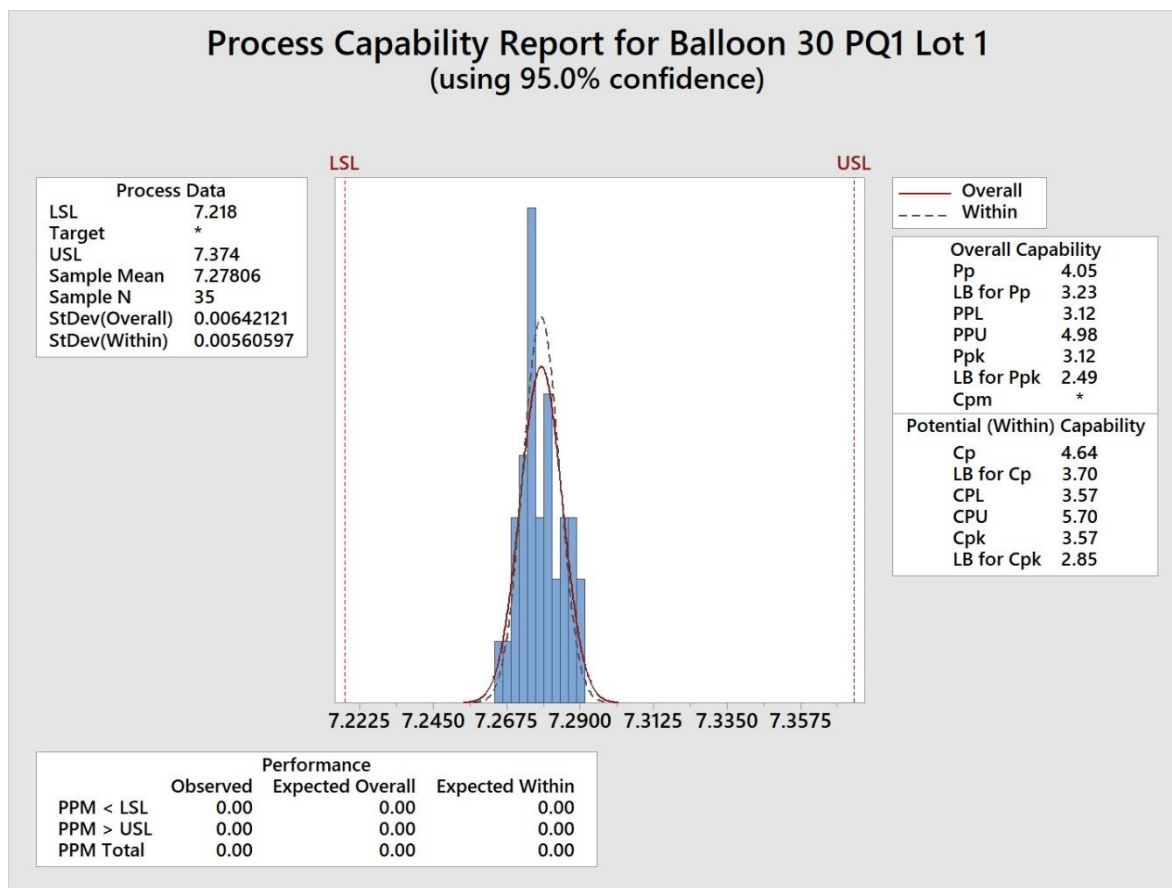 Process Capability Report for Balloon 30 PQ1 Lot 1
(using 95.0% confidence)
LSL
USL
Process Data
LSL 7.218
Target *
USL 7.374
Sample Mean 7.27806
Sample N 35
StDev(Overall) 0.00642121
StDev(Within) 0.00560597
Overall
Within
Overall Capability
Pp 4.05
LB for Pp 3.23
PPL 3.12
PPU 4.98
Ppk 3.12
LB for Ppk 2.49
Cpm *
Potential (Within) Capability
Cp 4.64
LB for Cp 3.70
CPL 3.57
CPU 5.70
Cpk 3.57
LB for Cpk 2.85
7.2225 7.2450 7.2675 7.2900 7.3125 7.3350 7.3575
Performance
Observed Expected Overall Expected Within
PPM < LSL 0.00 0.00 0.00
PPM > USL 0.00 0.00 0.00
PPM Total 0.00 0.00 0.00